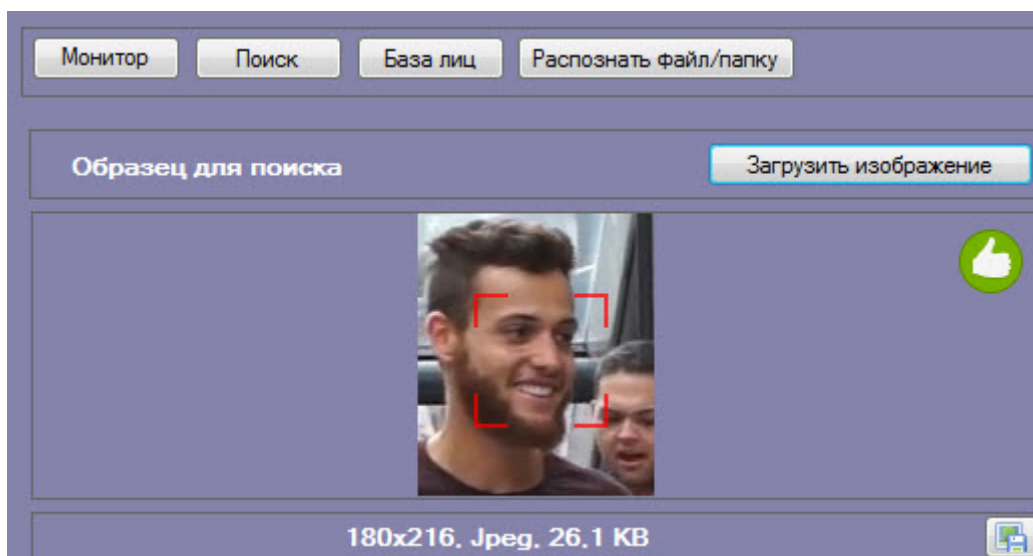 Монитор Поиск База лиц Распознать файл/папку
Образец для поиска Загрузить изображение
180x216, Jpeg, 26,1 KB